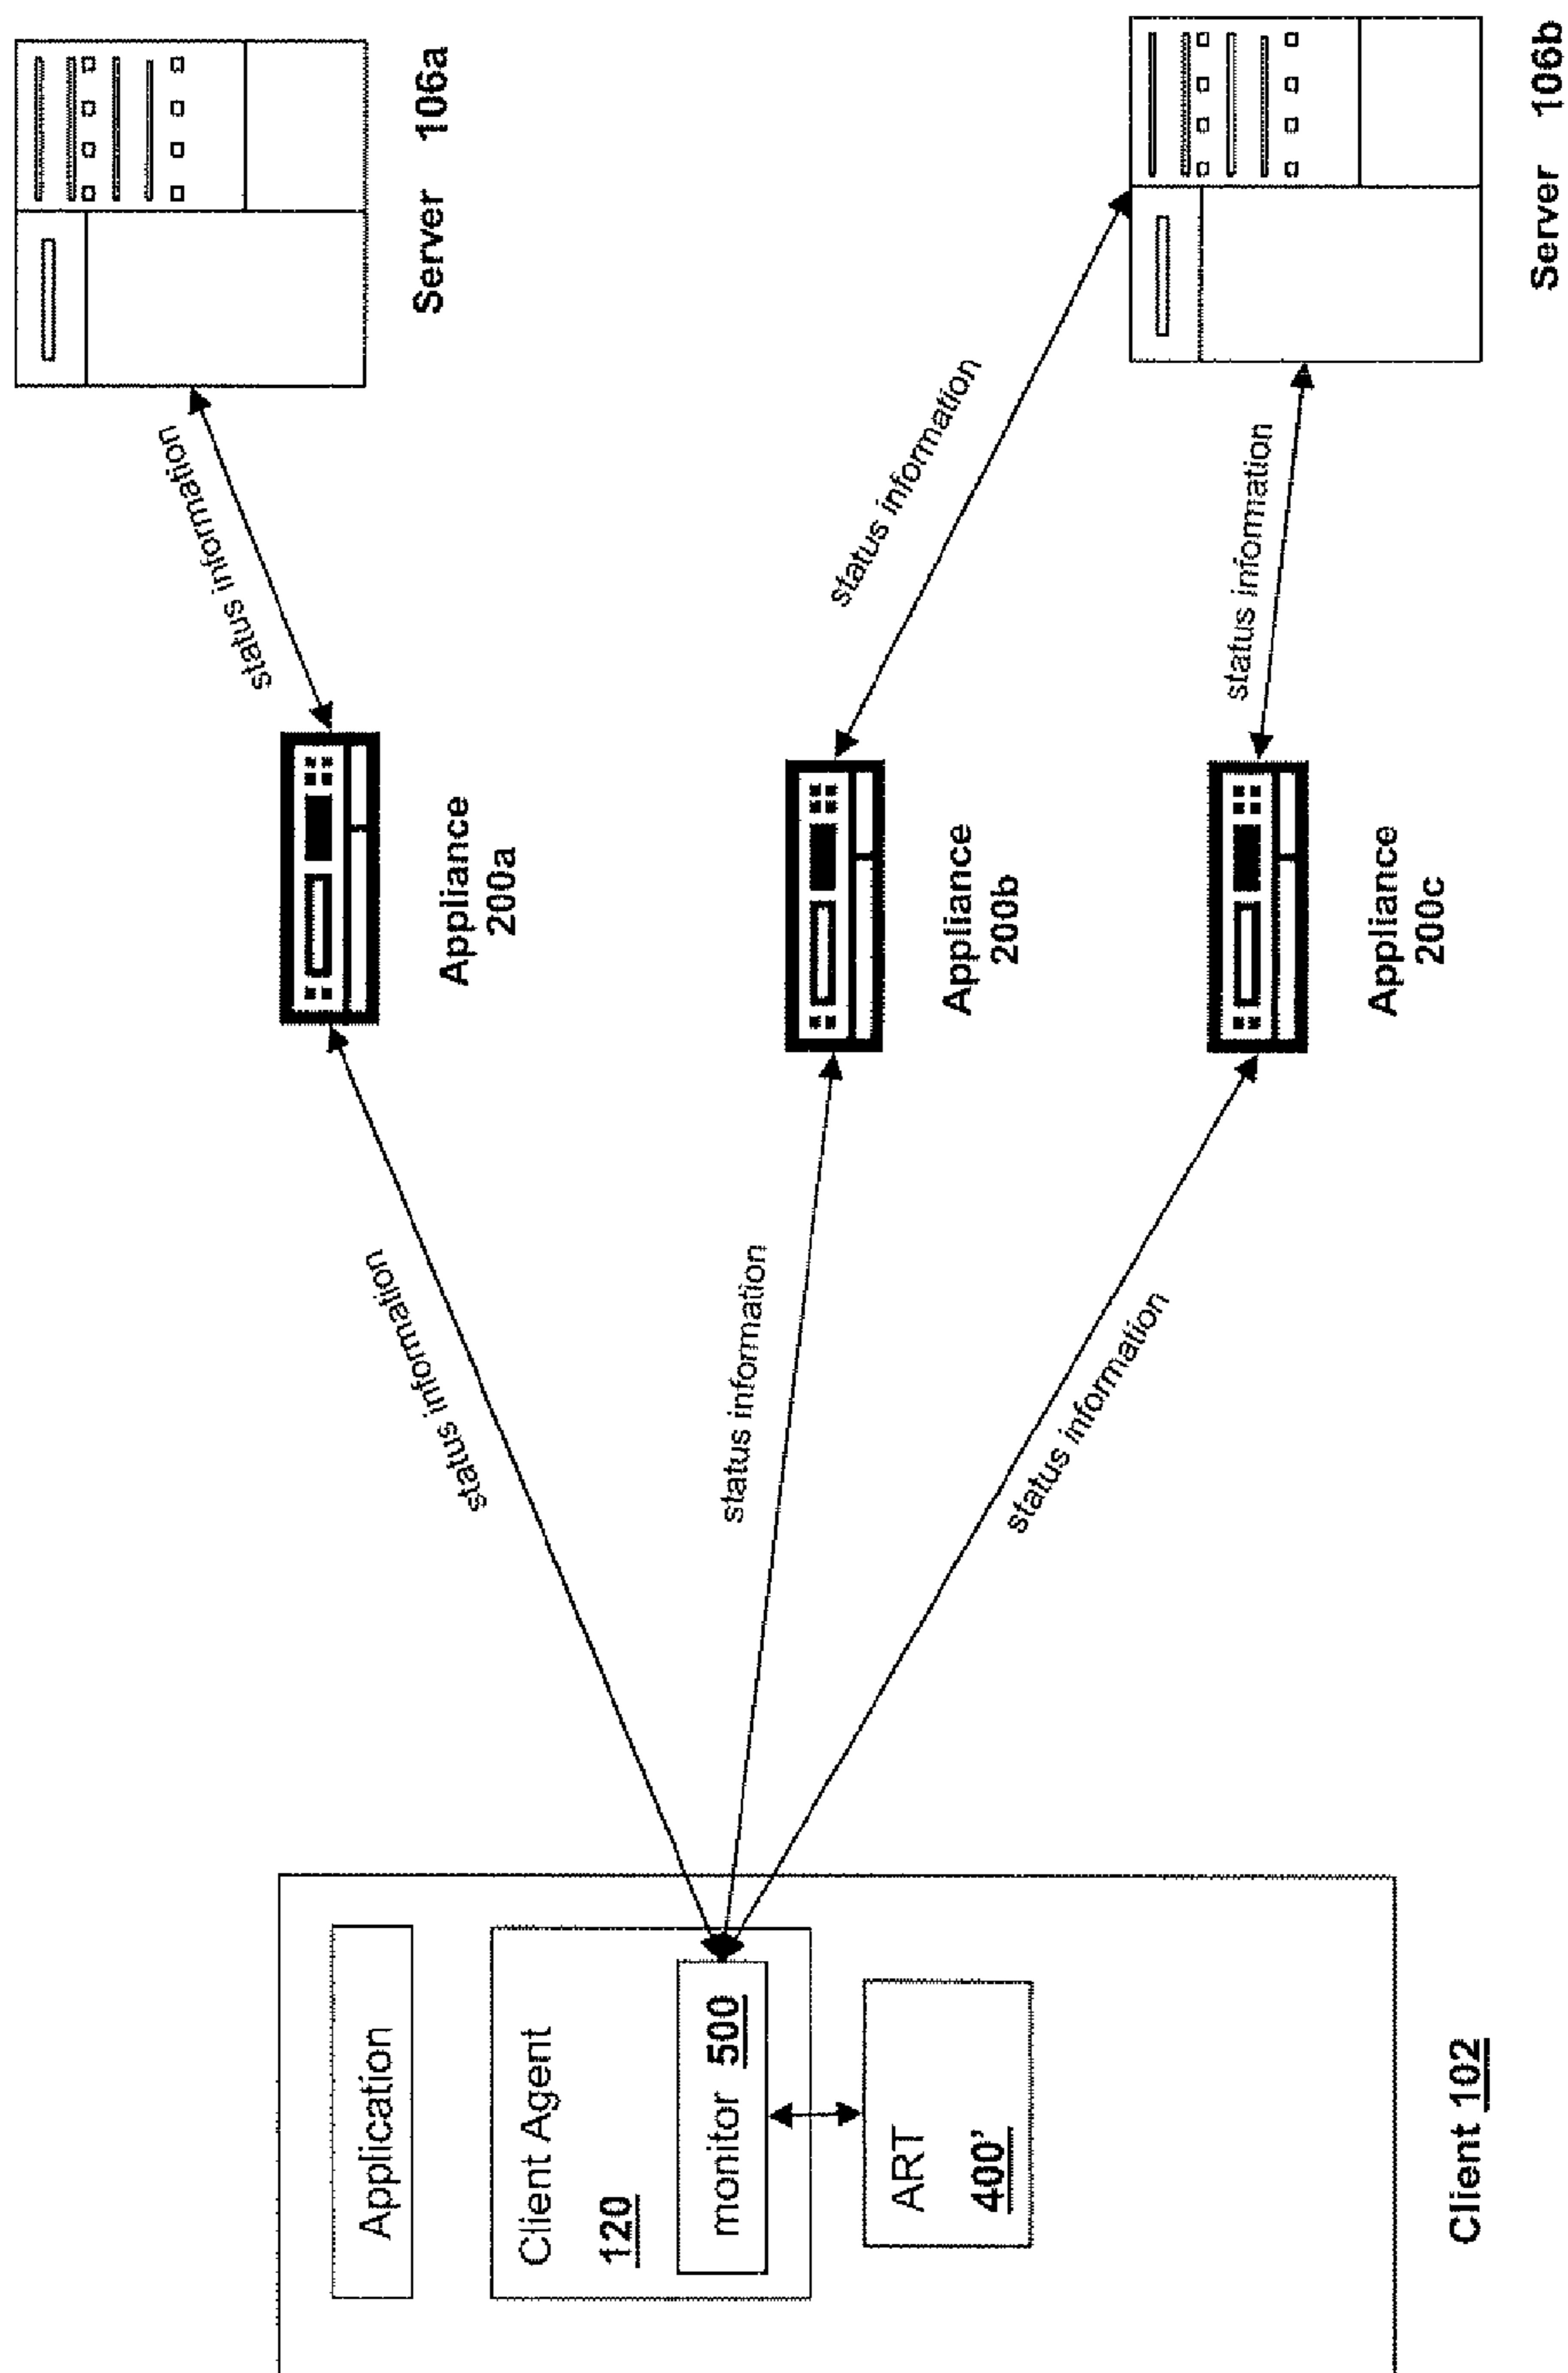 Application
Client Agent
120
monitor 500
ART
400'
Client 102
status information
status information
status information
Appliance
200a
Appliance
200b
Appliance
200c
status information
status information
status information
Server 106a
Server 106b